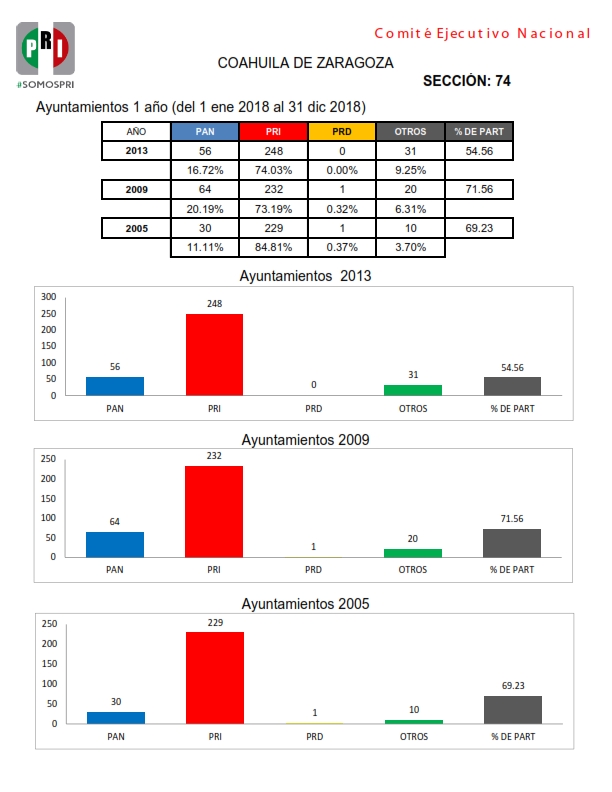 Comité Ejecutivo Nacional
PRI
#SOMOSPRI
COAHUILA DE ZARAGOZA
SECCIÓN: 74
Ayuntamientos 1 año (del 1 ene 2018 al 31 dic 2018)
AÑO PAN PRI PRD OTROS % DE PART
2013 56 248 0 31 54.56
16.72% 74.03% 0.00% 9.25%
2009 64 232 1 20 71.56
20.19% 73.19% 0.32% 6.31%
2005 30 229 1 10 69.23
11.11% 84.81% 0.37% 3.70%
Ayuntamientos 2013
300
250
200
150
100
50
0
56 248 0 31 54.56
PAN PRI PRD OTROS % DE PART
Ayuntamientos 2009
250
200
150
100
50
0
64 232 1 20 71.56
PAN PRI PRD OTROS % DE PART
Ayuntamientos 2005
250
200
150
100
50
0
30 229 1 10 69.23
PAN PRI PRD OTROS % DE PART